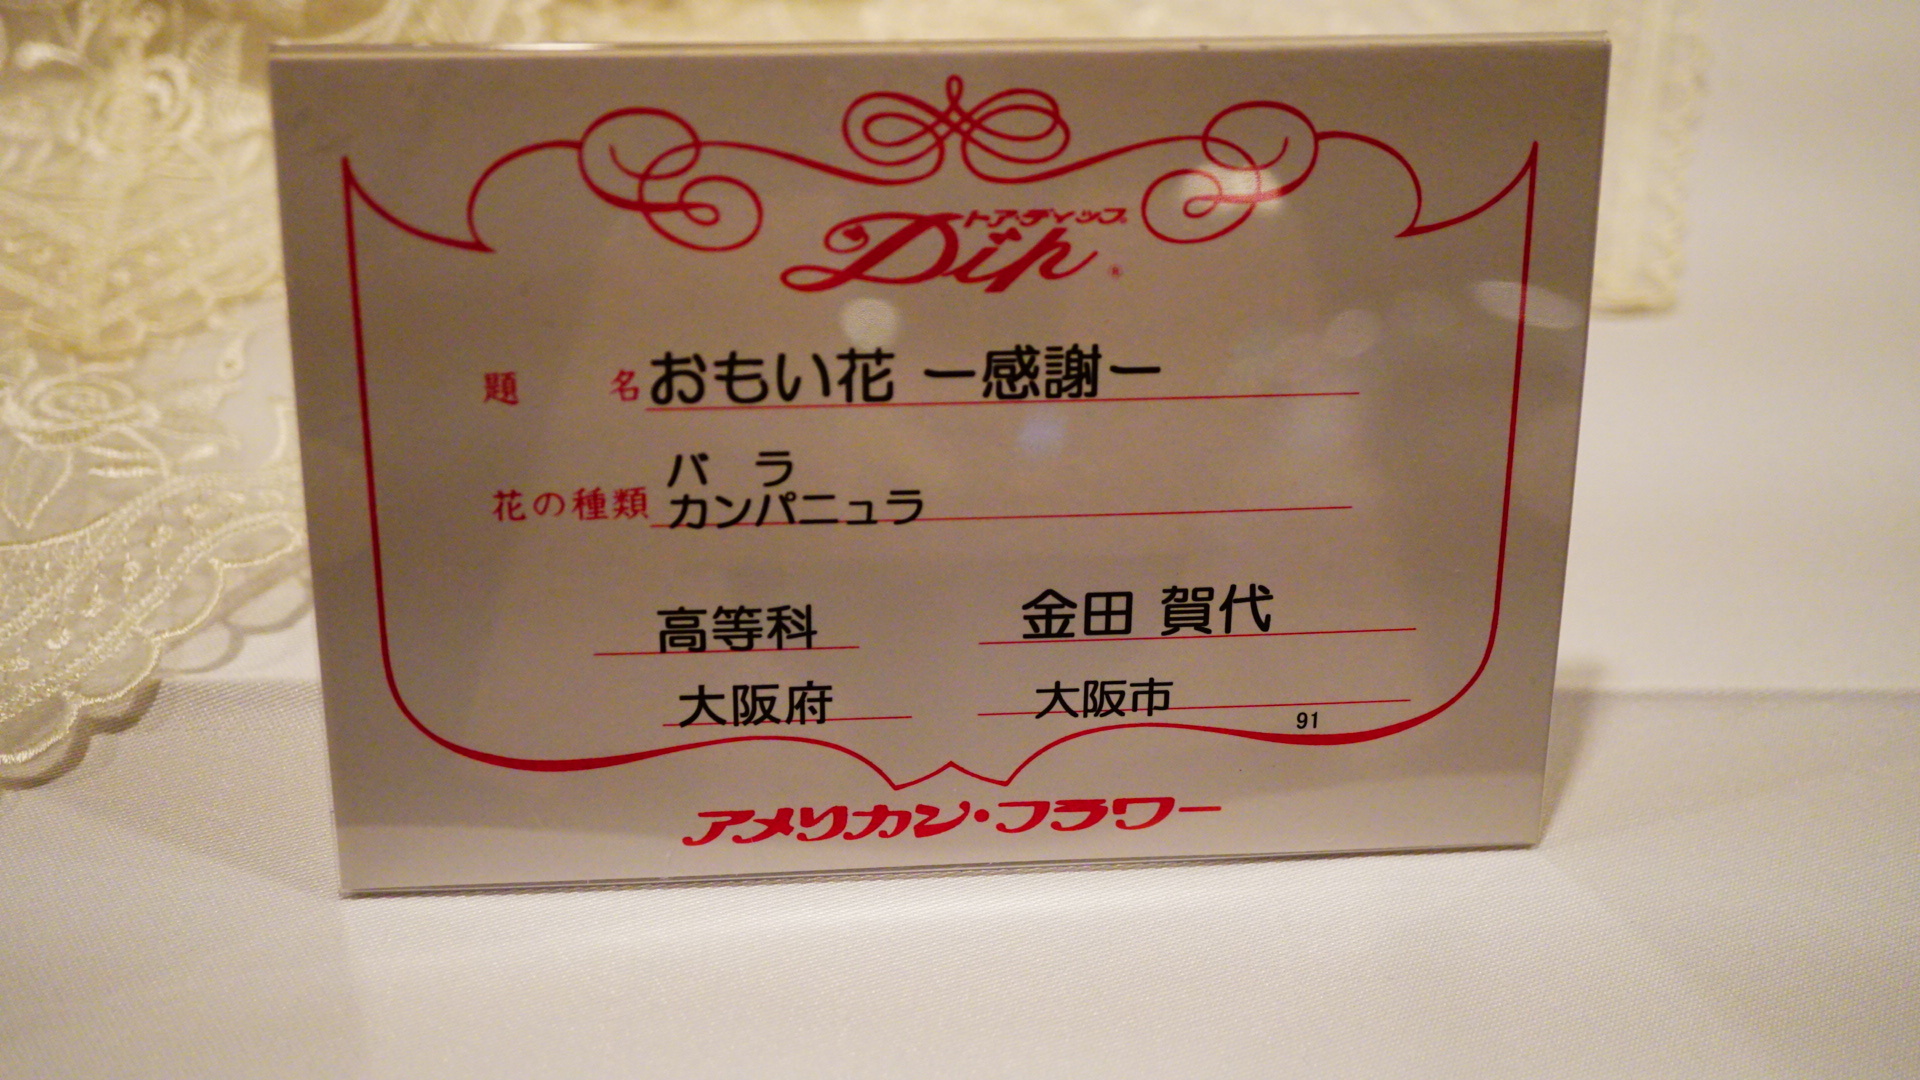 トア・ディップ
Dip ®
題 名 おもい花 ー感謝ー
バ ラ
花の種類 カンパニュラ
高等科 金田 賀代
大阪府 大阪市
91
アメリカン・フラワー